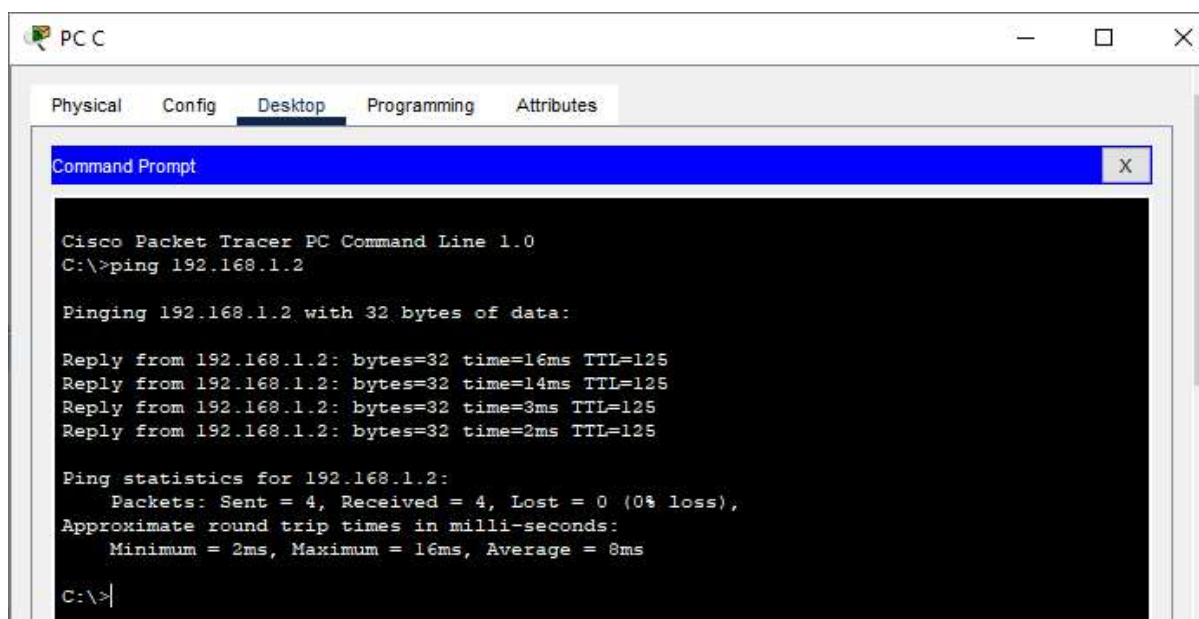 PC C
Physical Config Desktop Programming Attributes
Command Prompt
X
Cisco Packet Tracer PC Command Line 1.0
C:\>ping 192.168.1.2
Pinging 192.168.1.2 with 32 bytes of data:
Reply from 192.168.1.2: bytes=32 time=16ms TTL=125
Reply from 192.168.1.2: bytes=32 time=14ms TTL=125
Reply from 192.168.1.2: bytes=32 time=3ms TTL=125
Reply from 192.168.1.2: bytes=32 time=2ms TTL=125
Ping statistics for 192.168.1.2:
Packets: Sent = 4, Received = 4, Lost = 0 (0% loss),
Approximate round trip times in milli-seconds:
Minimum = 2ms, Maximum = 16ms, Average = 8ms
C:\>